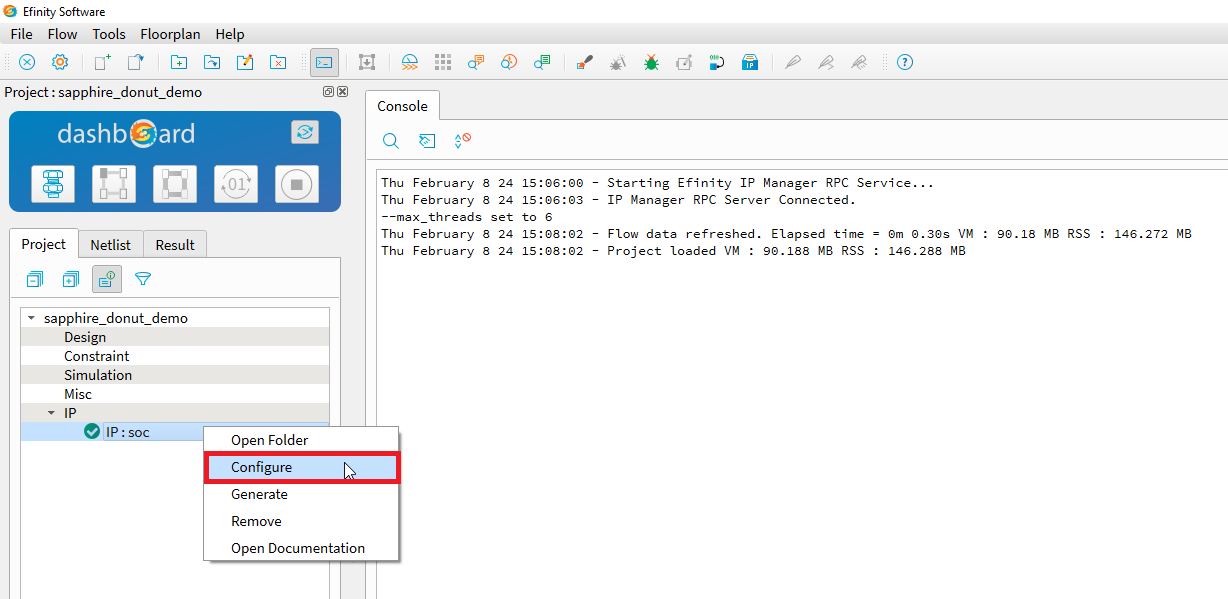 Efinity Software
File Flow Tools Floorplan Help
Project : sapphire_donut_demo
dashboard
Project Netlist Result
sapphire_donut_demo
Design
Constraint
Simulation
Misc
IP
IP : soc
Open Folder
Configure
Generate
Remove
Open Documentation
Console
Thu February 8 24 15:06:00 - Starting Efinity IP Manager RPC Service...
Thu February 8 24 15:06:03 - IP Manager RPC Server Connected.
--max_threads set to 6
Thu February 8 24 15:08:02 - Flow data refreshed. Elapsed time = 0m 0.30s VM : 90.18 MB RSS : 146.272 MB
Thu February 8 24 15:08:02 - Project loaded VM : 90.188 MB RSS : 146.288 MB